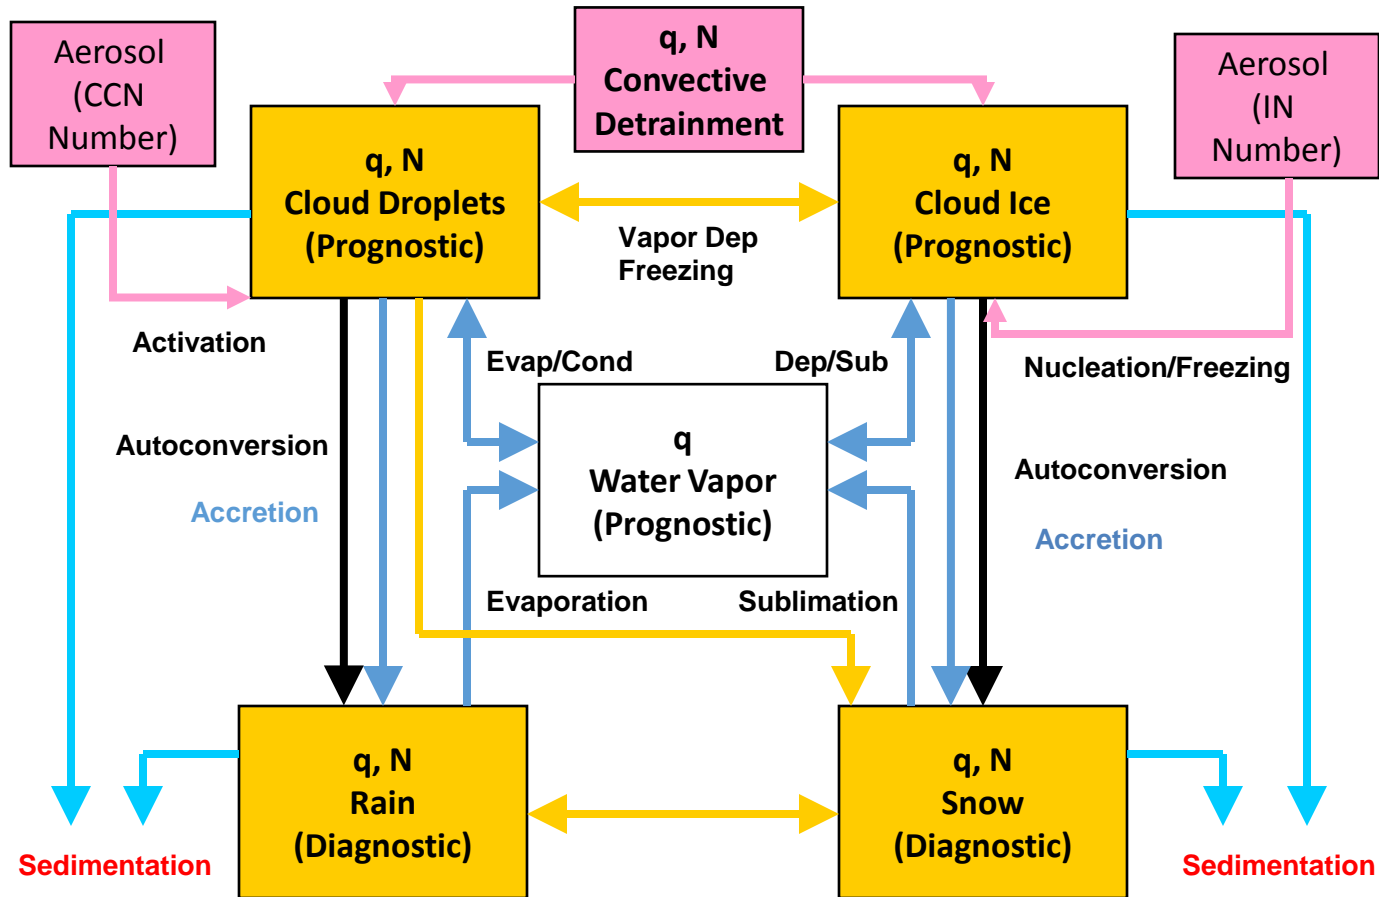 Aerosol
(CCN
Number)
q, N
Convective
Detrainment
Aerosol
(IN
Number)
q, N
Cloud Droplets
(Prognostic)
Vapor Dep
Freezing
q, N
Cloud Ice
(Prognostic)
Activation
Evap/Cond
Dep/Sub
Nucleation/Freezing
Autoconversion
Accretion
q
Water Vapor
(Prognostic)
Autoconversion
Accretion
Evaporation
Sublimation
q, N
Rain
(Diagnostic)
q, N
Snow
(Diagnostic)
Sedimentation
Sedimentation